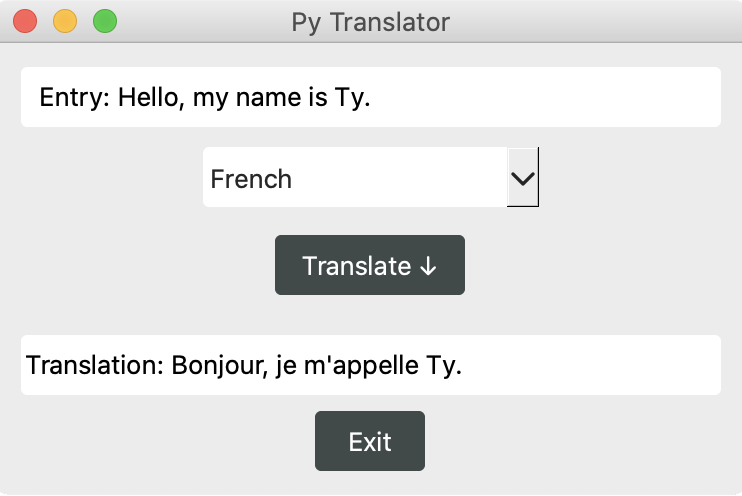 Py Translator
Entry: Hello, my name is Ty.
French
Translate ↓
Translation: Bonjour, je m'appelle Ty.
Exit